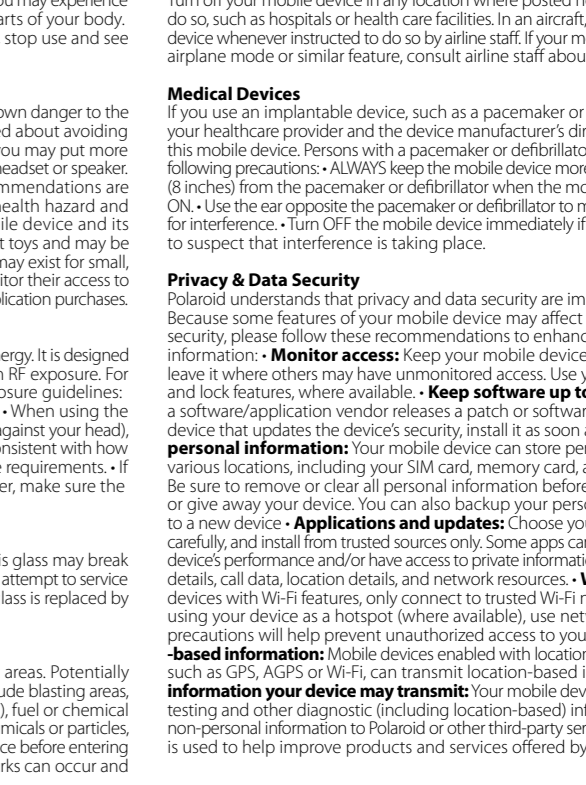 arts of your body.
stop use and see
own danger to the
ed about avoiding
you may put more
headset or speaker.
mmendations are
health hazard and
ile device and its
t toys and may be
may exist for small,
itor their access to
lication purchases.
ergy. It is designed
n RF exposure. For
osure guidelines:
• When using the
against your head),
onsistent with how
e requirements. • If
er, make sure the
is glass may break
attempt to service
lass is replaced by
areas. Potentially
ude blasting areas,
), fuel or chemical
micals or particles,
ce before entering
rks can occur and
do so, such as hospitals or health care facilities. In an aircraft,
device whenever instructed to do so by airline staff. If your m
airplane mode or similar feature, consult airline staff abou
Medical Devices
If you use an implantable device, such as a pacemaker or
your healthcare provider and the device manufacturer’s dir
this mobile device. Persons with a pacemaker or defibrillato
following precautions: • ALWAYS keep the mobile device more
(8 inches) from the pacemaker or defibrillator when the mo
ON. • Use the ear opposite the pacemaker or defibrillator to m
for interference. • Turn OFF the mobile device immediately if
to suspect that interference is taking place.
Privacy & Data Security
Polaroid understands that privacy and data security are im
Because some features of your mobile device may affect
security, please follow these recommendations to enhanc
information: • Monitor access: Keep your mobile device
leave it where others may have unmonitored access. Use y
and lock features, where available. • Keep software up to
a software/application vendor releases a patch or softwar
device that updates the device’s security, install it as soon a
personal information: Your mobile device can store per
various locations, including your SIM card, memory card, a
Be sure to remove or clear all personal information before
or give away your device. You can also backup your perso
to a new device • Applications and updates: Choose you
carefully, and install from trusted sources only. Some apps can
device’s performance and/or have access to private informati
details, call data, location details, and network resources. • W
devices with Wi-Fi features, only connect to trusted Wi-Fi n
using your device as a hotspot (where available), use net
precautions will help prevent unauthorized access to you
-based information: Mobile devices enabled with location
such as GPS, AGPS or Wi-Fi, can transmit location-based i
information your device may transmit: Your mobile dev
testing and other diagnostic (including location-based) inf
non-personal information to Polaroid or other third-party ser
is used to help improve products and services offered by